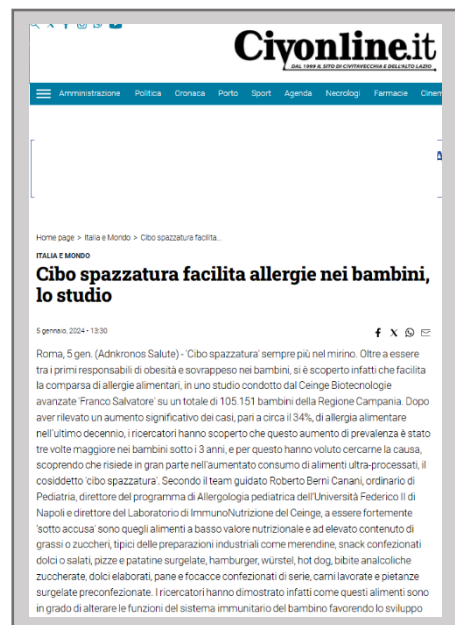 Civonline.it
DAL 1999 IL SITO DI CIVITAVECCHIA E DELL'ALTO LAZIO
Amministrazione Politica Cronaca Porto Sport Agenda Necrologi Farmacie Cinem
Home page > Italia e Mondo > Cibo spazzatura facilita...
ITALIA E MONDO
Cibo spazzatura facilita allergie nei bambini,
lo studio
5 gennaio, 2024 • 13:30
Roma, 5 gen. (Adnkronos Salute) - 'Cibo spazzatura' sempre più nel mirino. Oltre a essere
tra i primi responsabili di obesità e sovrappeso nei bambini, si è scoperto infatti che facilita
la comparsa di allergie alimentari, in uno studio condotto dal Ceinge Biotecnologie
avanzate 'Franco Salvatore' su un totale di 105.151 bambini della Regione Campania. Dopo
aver rilevato un aumento significativo dei casi, pari a circa il 34%, di allergia alimentare
nell'ultimo decennio, i ricercatori hanno scoperto che questo aumento di prevalenza è stato
tre volte maggiore nei bambini sotto i 3 anni, e per questo hanno voluto cercarne la causa,
scoprendo che risiede in gran parte nell'aumentato consumo di alimenti ultra-processati, il
cosiddetto 'cibo spazzatura'. Secondo il team guidato Roberto Berni Canani, ordinario di
Pediatria, direttore del programma di Allergologia pediatrica dell'Università Federico II di
Napoli e direttore del Laboratorio di ImmunoNutrizione del Ceinge, a essere fortemente
'sotto accusa' sono quegli alimenti a basso valore nutrizionale e ad elevato contenuto di
grassi o zuccheri, tipici delle preparazioni industriali come merendine, snack confezionati
dolci o salati, pizze e patatine surgelate, hamburger, würstel, hot dog, bibite analcoliche
zuccherate, dolci elaborati, pane e focacce confezionati di serie, carni lavorate e pietanze
surgelate preconfezionate. I ricercatori hanno dimostrato infatti come questi alimenti sono
in grado di alterare le funzioni del sistema immunitario del bambino favorendo lo sviluppo